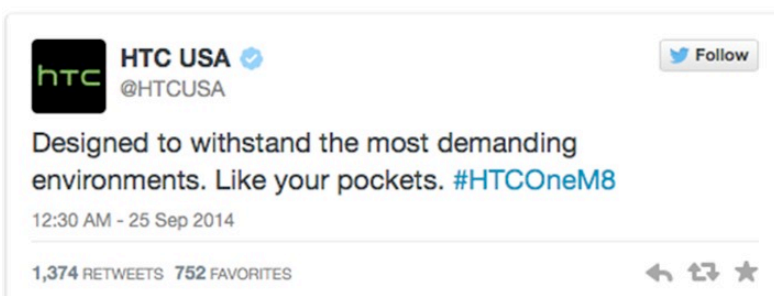 hTC
HTC USA
@HTCUSA
Follow
Designed to withstand the most demanding
environments. Like your pockets. #HTCOneM8
12:30 AM - 25 Sep 2014
1,374 RETWEETS 752 FAVORITES